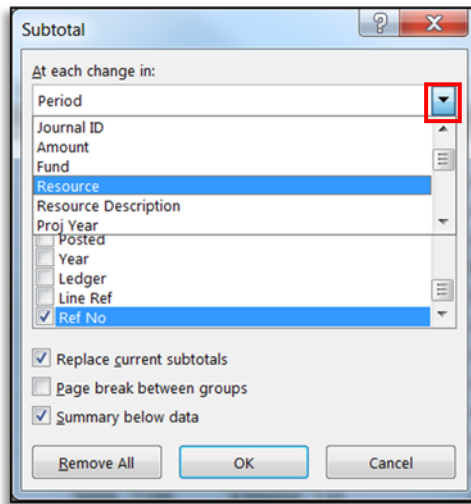 Subtotal
At each change in:
Period
Journal ID
Amount
Fund
Resource
Resource Description
Proj Year
Posted
Year
Ledger
Line Ref
Ref No
Replace current subtotals
Page break between groups
Summary below data
Remove All OK Cancel